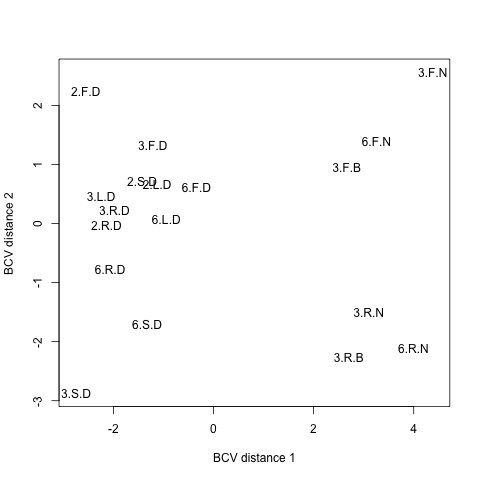 3.F.N
2.F.D
3.F.D
6.F.N
3.F.B
2.S.D
2.L.D
6.F.D
3.L.D
3.R.D
2.R.D
6.L.D
6.R.D
3.R.N
6.S.D
6.R.N
3.R.B
3.S.D
2
1
0
-1
-2
-3
BCV distance 2
-2
0
2
4
BCV distance 1